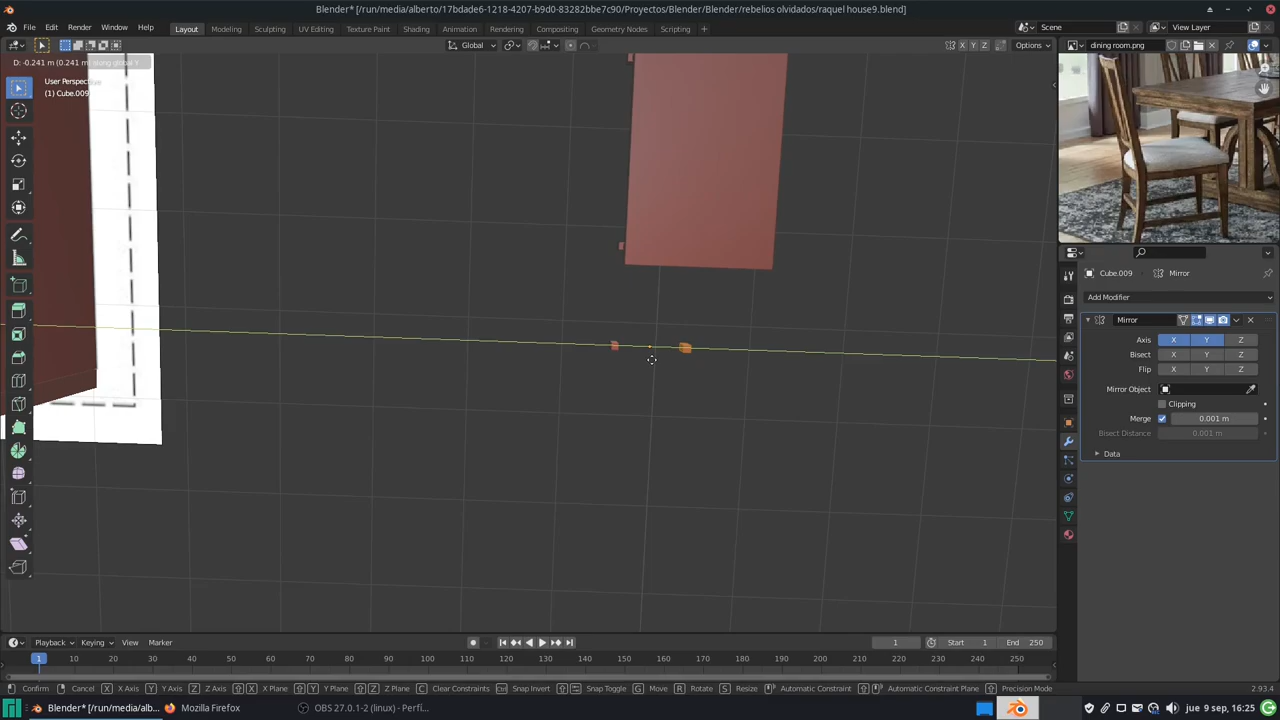 Blender* [/run/media/alberto/17bdade6-1218-4207-b9d0-83282bbe7c90/Proyectos/Blender/Blender/rebelios olvidados/raquel house9.blend]
File Edit Render Window Help Layout Modeling Sculpting UV Editing Texture Paint Shading Animation Rendering Compositing Geometry Nodes Scripting + Scene View Layer
Global X Y Z Options dining room.png
D: -0.241 m (0.241 m) along global Y
User Perspective
(1) Cube.009
Cube.009 Mirror
Add Modifier
Mirror
Axis X Y Z
Bisect X Y Z
Flip X Y Z
Mirror Object
Clipping
Merge 0.001 m
Bisect Distance 0.001 m
Data
Playback Keying View Marker 1 Start 1 End 250
1 10 20 30 40 50 60 70 80 90 100 110 120 130 140 150 160 170 180 190 200 210 220 230 240 250
Confirm Cancel X X Axis Y Y Axis Z Z Axis X X Plane Y Y Plane Z Z Plane C Clear Constraints Snap Invert Snap Toggle G Move R Rotate S Resize Automatic Constraint Automatic Constraint Plane Precision Mode 2.93.4
Blender* [/run/media/alb... Mozilla Firefox OBS 27.0.1-2 (linux) - Perfi... jue 9 sep, 16:25